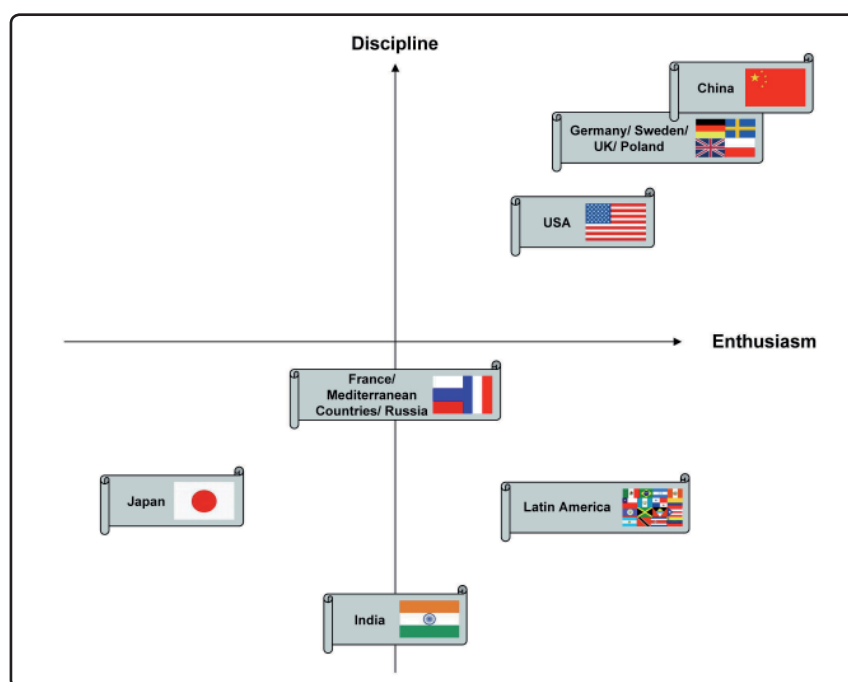 Discipline
China
Germany/ Sweden/
UK/ Poland
USA
Enthusiasm
France/
Mediterranean
Countries/ Russia
Japan
Latin America
India